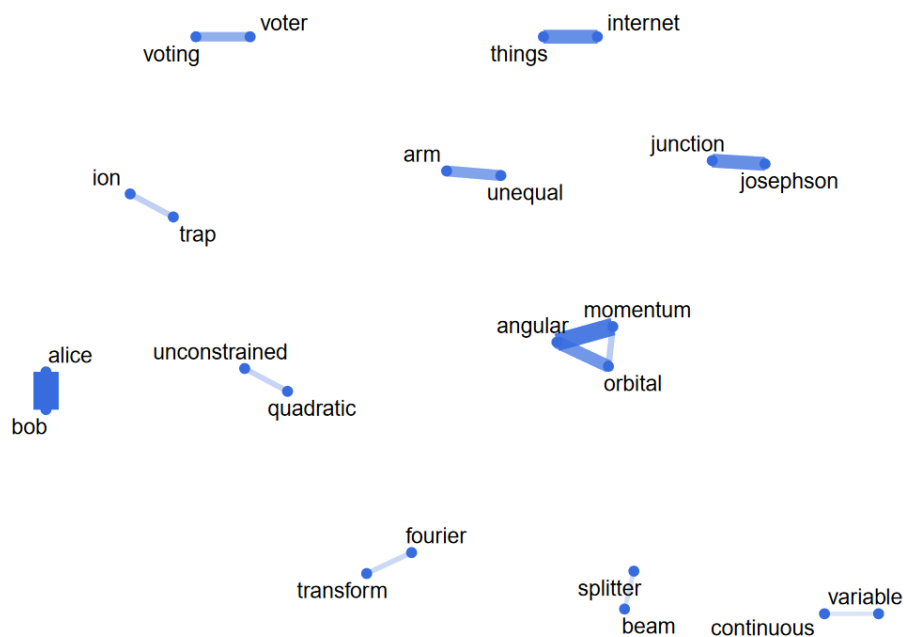 voter
voting
internet
things
arm
unequal
junction
josephson
ion
trap
momentum
angular
orbital
alice
bob
unconstrained
quadratic
fourier
transform
splitter
beam
variable
continuous